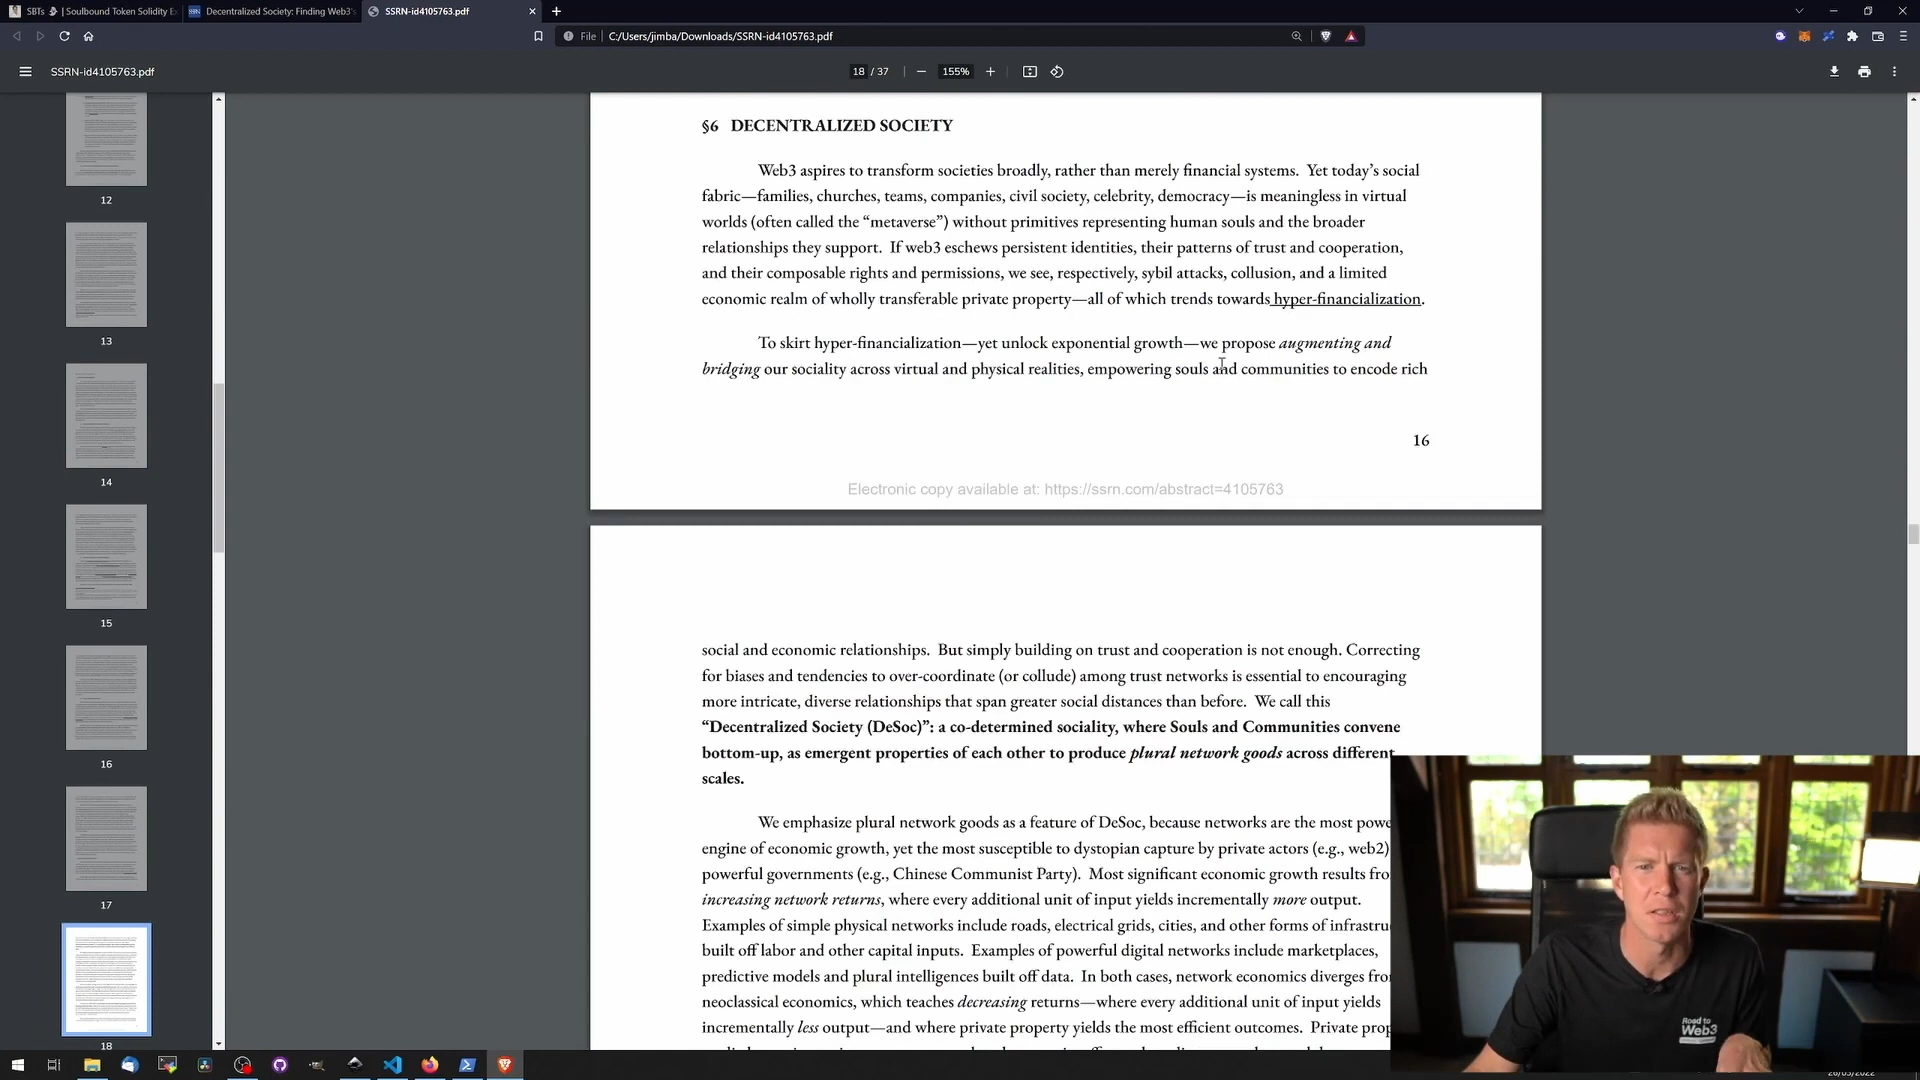 SBTs | Soulbound Token Solidity E
Decentralized Society: Finding Web3's
SSRN-id4105763.pdf
File
C:/Users/jimba/Downloads/SSRN-id4105763.pdf
SSRN-id4105763.pdf
18 / 37
155%
12
13
14
15
16
17
18
§6 DECENTRALIZED SOCIETY
Web3 aspires to transform societies broadly, rather than merely financial systems. Yet today's social
fabric—families, churches, teams, companies, civil society, celebrity, democracy—is meaningless in virtual
worlds (often called the “metaverse”) without primitives representing human souls and the broader
relationships they support. If web3 eschews persistent identities, their patterns of trust and cooperation,
and their composable rights and permissions, we see, respectively, sybil attacks, collusion, and a limited
economic realm of wholly transferable private property—all of which trends towards hyper-financialization.
To skirt hyper-financialization—yet unlock exponential growth—we propose augmenting and
bridging our sociality across virtual and physical realities, empowering souls and communities to encode rich
16
Electronic copy available at: https://ssrn.com/abstract=4105763
social and economic relationships. But simply building on trust and cooperation is not enough. Correcting
for biases and tendencies to over-coordinate (or collude) among trust networks is essential to encouraging
more intricate, diverse relationships that span greater social distances than before. We call this
“Decentralized Society (DeSoc)”: a co-determined sociality, where Souls and Communities convene
bottom-up, as emergent properties of each other to produce plural network goods across different
scales.
We emphasize plural network goods as a feature of DeSoc, because networks are the most powe
engine of economic growth, yet the most susceptible to dystopian capture by private actors (e.g., web2)
powerful governments (e.g., Chinese Communist Party). Most significant economic growth results fro
increasing network returns, where every additional unit of input yields incrementally more output.
Examples of simple physical networks include roads, electrical grids, cities, and other forms of infrastru
built off labor and other capital inputs. Examples of powerful digital networks include marketplaces,
predictive models and plural intelligences built off data. In both cases, network economics diverges fro
neoclassical economics, which teaches decreasing returns—where every additional unit of input yields
incrementally less output—and where private property yields the most efficient outcomes. Private prop
Road to
Web3